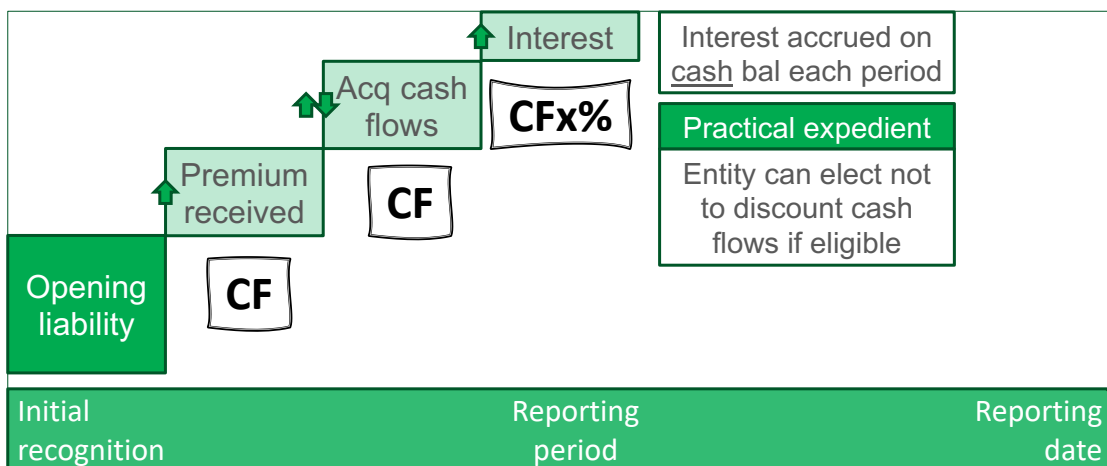 Opening
liability
Premium
received
CF
Acq cash
flows
CF
Interest
CFx%
Interest accrued on
cash bal each period
Practical expedient
Entity can elect not
to discount cash
flows if eligible
Initial
recognition
Reporting
period
Reporting
date